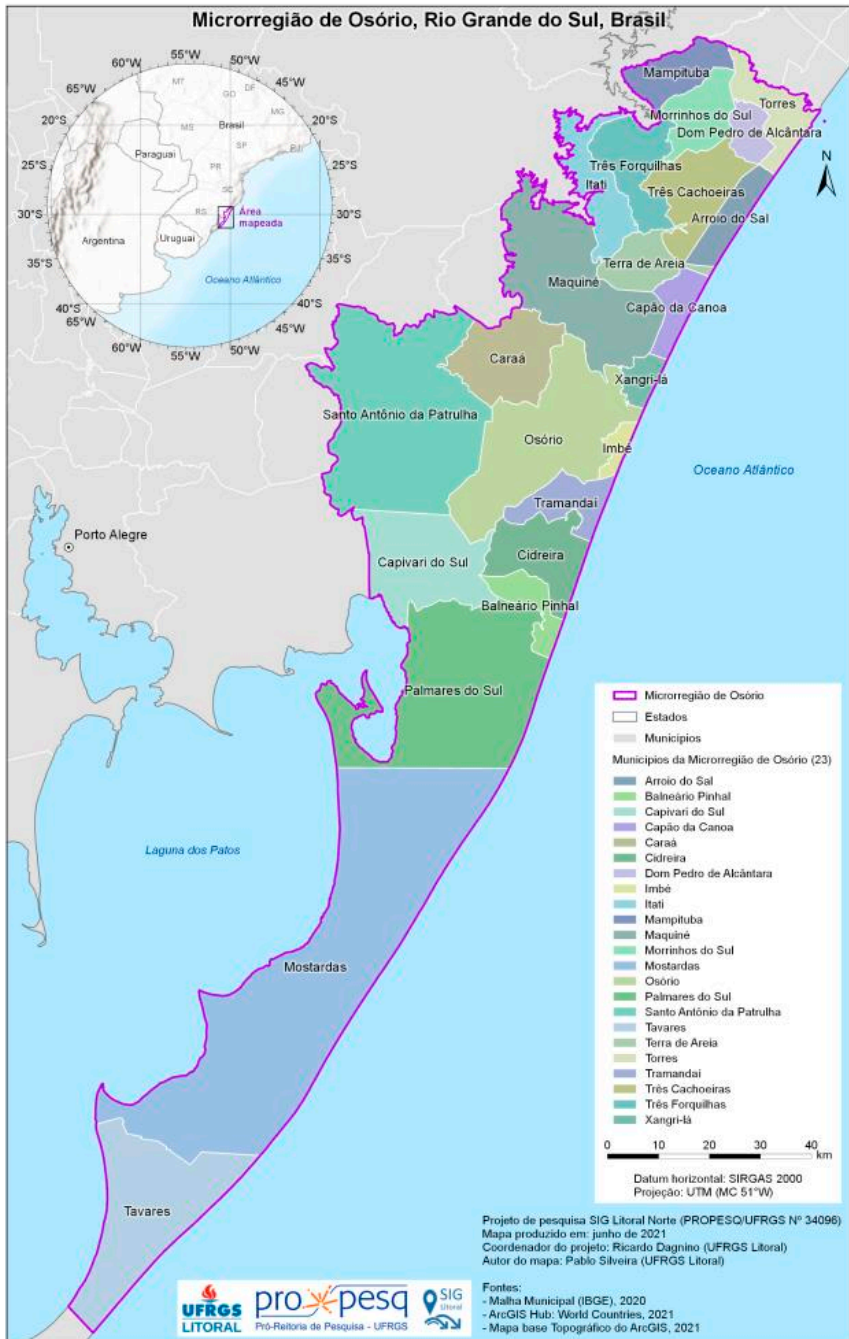 Microrregião de Osório, Rio Grande do Sul, Brasil
60°W
55°W
50°W
65°W
45°W
20°S
20°S
25°S
25°S
30°S
30°S
35°S
35°S
40°S
40°S
65°W
45°W
60°W
55°W
50°W
MT
GO
DF
MG
MS
SP
RJ
PR
SC
RS
Brasil
Paraguai
Argentina
Uruguai
Área
mapeada
Oceano Atlântico
N
Mampituba
Torres
Morrinhos do Sul
Dom Pedro de Alcântara
Três Forquilhas
Itati
Três Cachoeiras
Arroio do Sal
Terra de Areia
Maquiné
Capão da Canoa
Caraá
Xangri-lá
Santo Antônio da Patrulha
Osório
Imbé
Oceano Atlântico
Tramandaí
Porto Alegre
Cidreira
Capivari do Sul
Balneário Pinhal
Palmares do Sul
Laguna dos Patos
Mostardas
Tavares
Microrregião de Osório
Estados
Municípios
Municípios da Microrregião de Osório (23)
Arroio do Sal
Balneário Pinhal
Capivari do Sul
Capão da Canoa
Caraá
Cidreira
Dom Pedro de Alcântara
Imbé
Itati
Mampituba
Maquiné
Morrinhos do Sul
Mostardas
Osório
Palmares do Sul
Santo Antônio da Patrulha
Tavares
Terra de Areia
Torres
Tramandaí
Três Cachoeiras
Três Forquilhas
Xangri-lá
0 10 20 30 40
km
Datum horizontal: SIRGAS 2000
Projeção: UTM (MC 51°W)
Projeto de pesquisa SIG Litoral Norte (PROPESQ/UFRGS Nº 34096)
Mapa produzido em: junho de 2021
Coordenador do projeto: Ricardo Dagnino (UFRGS Litoral)
Autor do mapa: Pablo Silveira (UFRGS Litoral)
Fontes:
- Malha Municipal (IBGE), 2020
- ArcGIS Hub: World Countries, 2021
- Mapa base Topográfico do ArcGIS, 2021
UFRGS
LITORAL
propesq
Pró-Reitoria de Pesquisa - UFRGS
SIG
Litoral